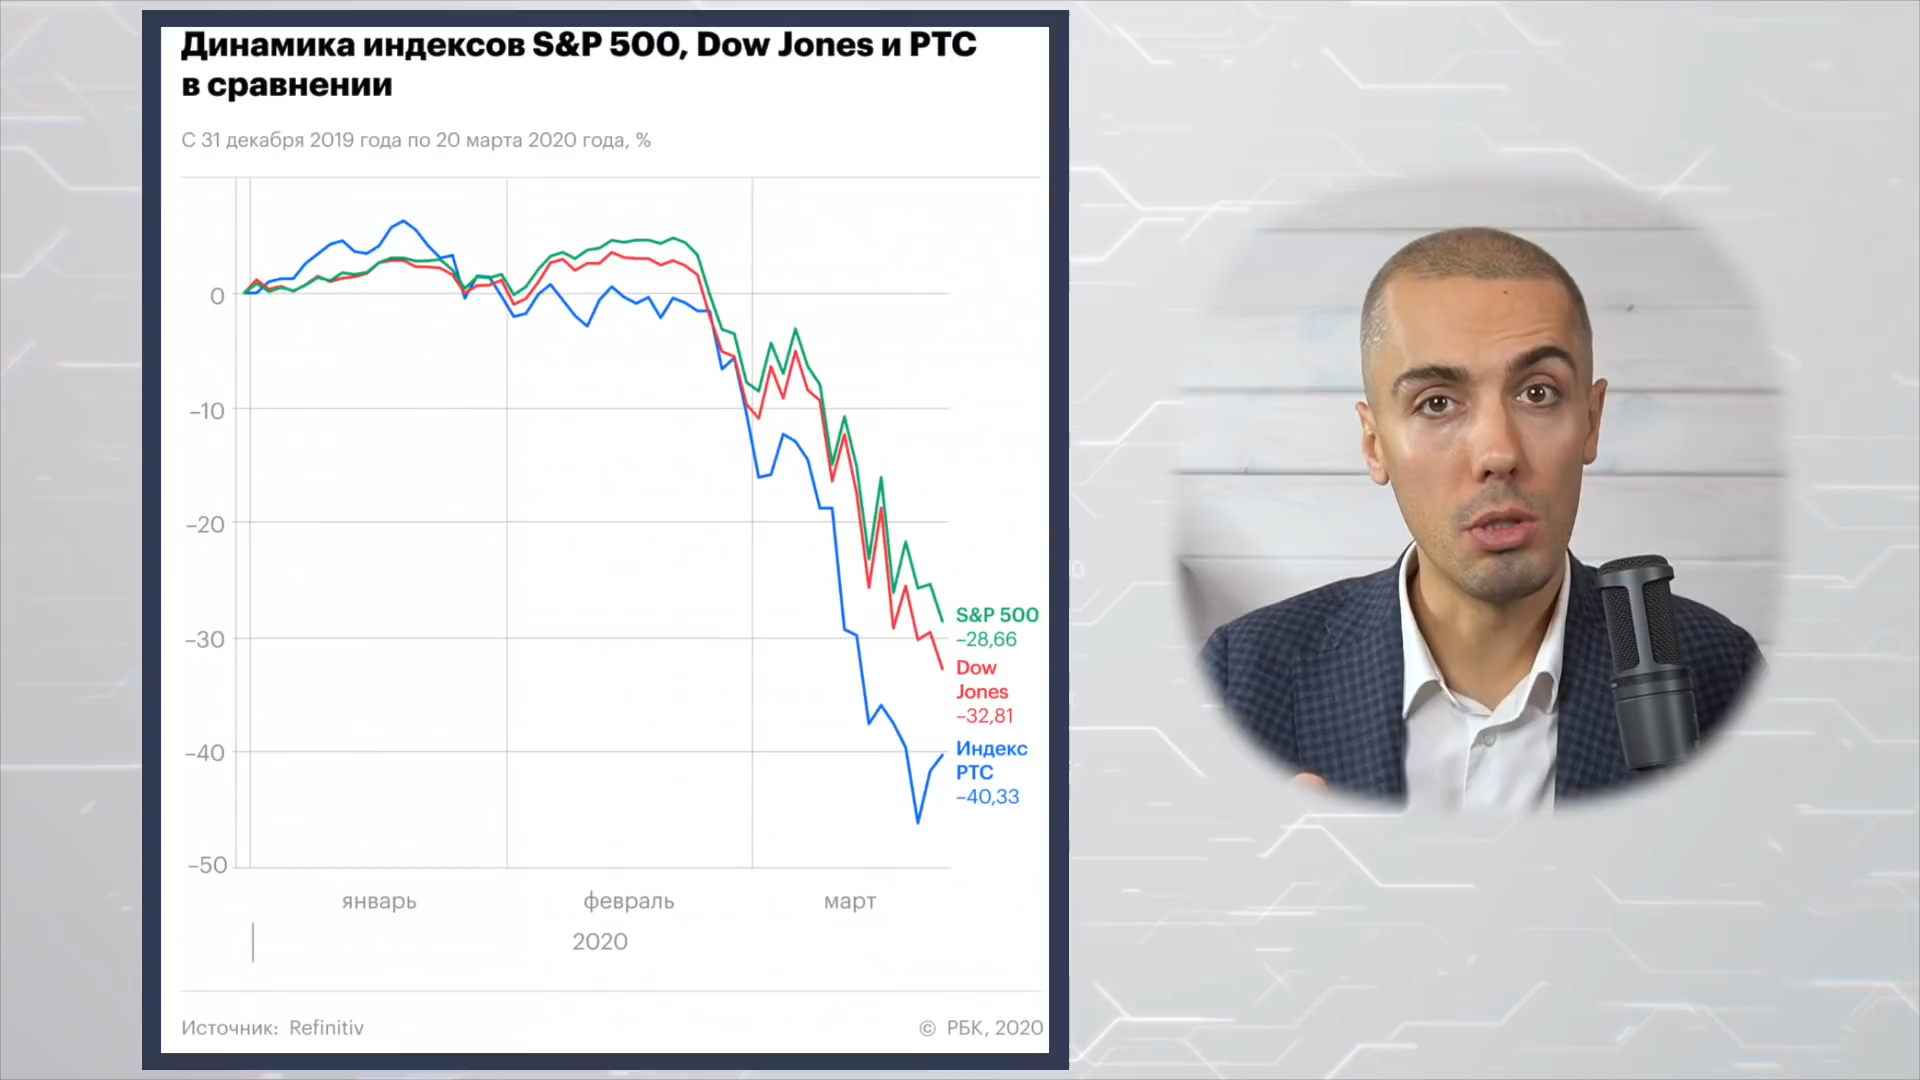 Динамика индексов S&P 500, Dow Jones и РТС
в сравнении
С 31 декабря 2019 года по 20 марта 2020 года, %
0
–10
–20
–30
–40
–50
S&P 500
–28,66
Dow
Jones
–32,81
Индекс
РТС
–40,33
январь
февраль
март
2020
Источник: Refinitiv
© РБК, 2020